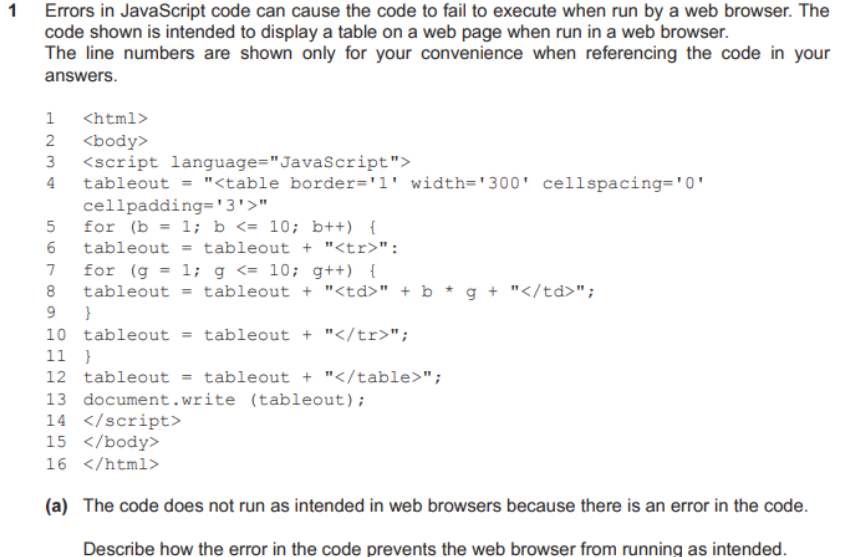 1 Errors in JavaScript code can cause the code to fail to execute when run by a web browser. The
code shown is intended to display a table on a web page when run in a web browser.
The line numbers are shown only for your convenience when referencing the code in your
answers.
1 <html>
2 <body>
3 <script language="JavaScript">
4 tableout = "<table border='1' width='300' cellspacing='0'
cellpadding='3'>"
5 for (b = 1; b <= 10; b++) {
6 tableout = tableout + "<tr>":
7 for (g = 1; g <= 10; g++) {
8 tableout = tableout + "<td>" + b * g + "</td>";
9 }
10 tableout = tableout + "</tr>";
11 }
12 tableout = tableout + "</table>";
13 document.write (tableout);
14 </script>
15 </body>
16 </html>
(a) The code does not run as intended in web browsers because there is an error in the code.
Describe how the error in the code prevents the web browser from running as intended.